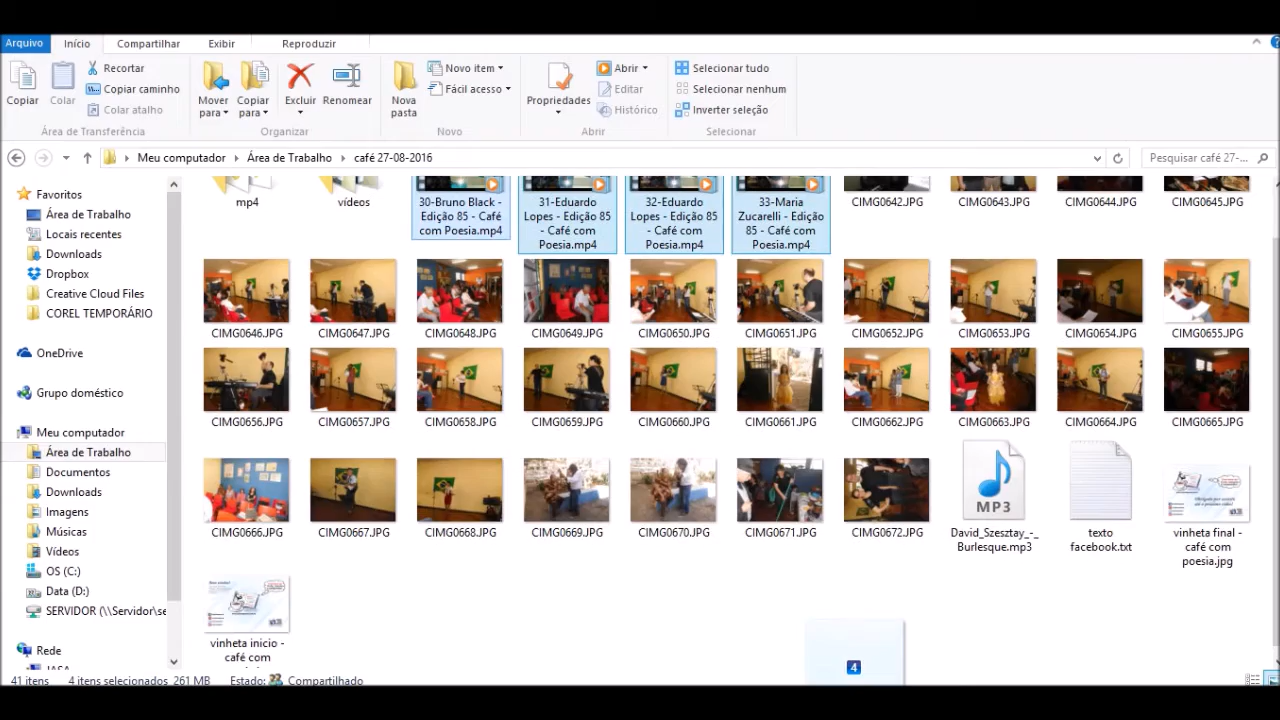 Arquivo Início Compartilhar Exibir Reproduzir
Recortar Novo item Abrir Selecionar tudo
Copiar caminho Fácil acesso Editar Selecionar nenhum
Copiar Colar Colar atalho Mover para Copiar para Excluir Renomear Nova pasta Propriedades Histórico Inverter seleção
Área de Transferência Organizar Novo Abrir Selecionar
Meu computador Área de Trabalho café 27-08-2016 Pesquisar café 27-...
Favoritos
Área de Trabalho
Locais recentes
Downloads
Dropbox
Creative Cloud Files
COREL TEMPORÁRIO
OneDrive
Grupo doméstico
Meu computador
Área de Trabalho
Documentos
Downloads
Imagens
Músicas
Vídeos
OS (C:)
Data (D:)
SERVIDOR (\\Servidor\se
Rede
mp4 vídeos
30-Bruno Black -
Edição 85 - Café
com Poesia.mp4
31-Eduardo
Lopes - Edição 85
- Café com
Poesia.mp4
32-Eduardo
Lopes - Edição 85
- Café com
Poesia.mp4
33-Maria
Zucarelli - Edição
85 - Café com
Poesia.mp4
CIMG0642.JPG CIMG0643.JPG CIMG0644.JPG CIMG0645.JPG
CIMG0646.JPG CIMG0647.JPG CIMG0648.JPG CIMG0649.JPG CIMG0650.JPG CIMG0651.JPG CIMG0652.JPG CIMG0653.JPG CIMG0654.JPG CIMG0655.JPG
CIMG0656.JPG CIMG0657.JPG CIMG0658.JPG CIMG0659.JPG CIMG0660.JPG CIMG0661.JPG CIMG0662.JPG CIMG0663.JPG CIMG0664.JPG CIMG0665.JPG
MP3
CIMG0666.JPG CIMG0667.JPG CIMG0668.JPG CIMG0669.JPG CIMG0670.JPG CIMG0671.JPG CIMG0672.JPG
David_Szesztay_-_
Burlesque.mp3
texto
facebook.txt
vinheta final -
café com
poesia.jpg
vinheta inicio -
café com
4
41 itens 4 itens selecionados 261 MB Estado: Compartilhado